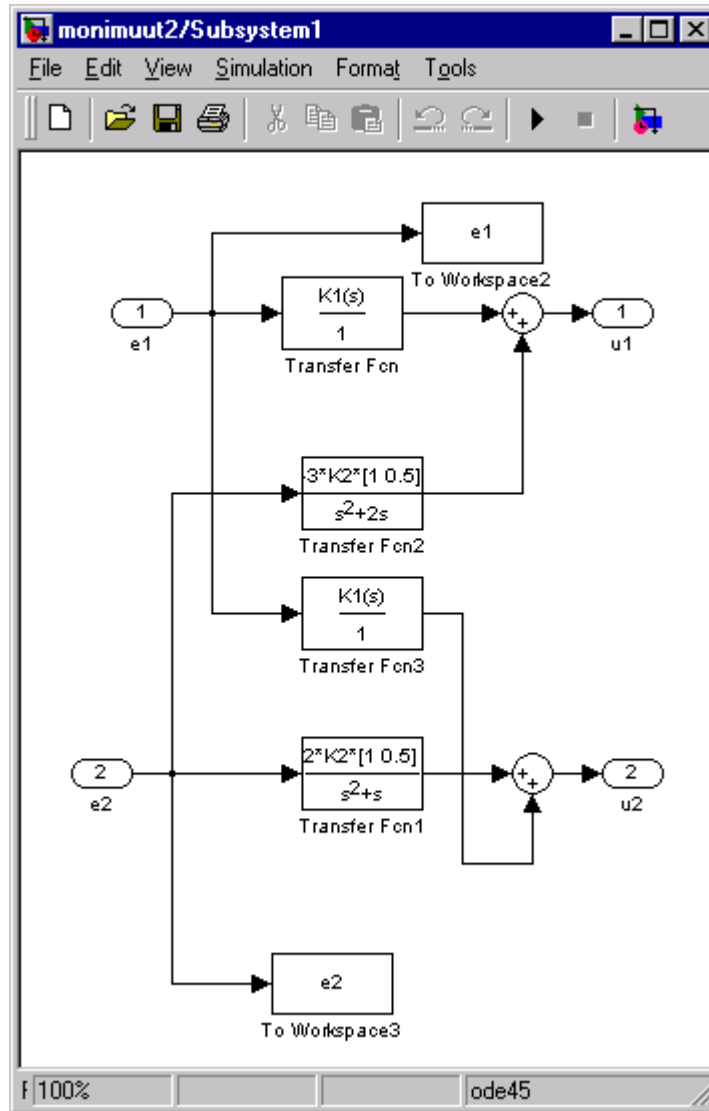 monimuut2/Subsystem1
File Edit View Simulation Format Tools
e1
To Workspace2
1
e1
K1(s)
1
Transfer Fcn
+
+
1
u1
-3*K2*[1 0.5]
s²+2s
Transfer Fcn2
K1(s)
1
Transfer Fcn3
2
e2
2*K2*[1 0.5]
s²+s
Transfer Fcn1
+
+
2
u2
e2
To Workspace3
100%
ode45